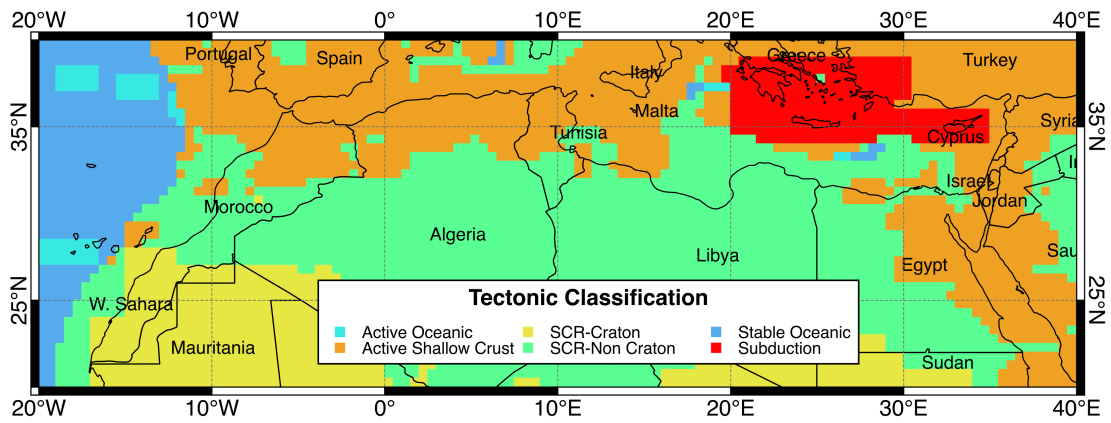 20°W 10°W 0° 10°E 20°E 30°E 40°E
Portugal Spain Italy Greece Turkey
Malta
35°N Tunisia Cyprus Syria 35°N
Israel
Morocco Jordan
Algeria Libya Sau
Egypt
25°N W. Sahara 25°N
Tectonic Classification
Active Oceanic SCR-Craton Stable Oceanic
Active Shallow Crust SCR-Non Craton Subduction
Mauritania Sudan
20°W 10°W 0° 10°E 20°E 30°E 40°E